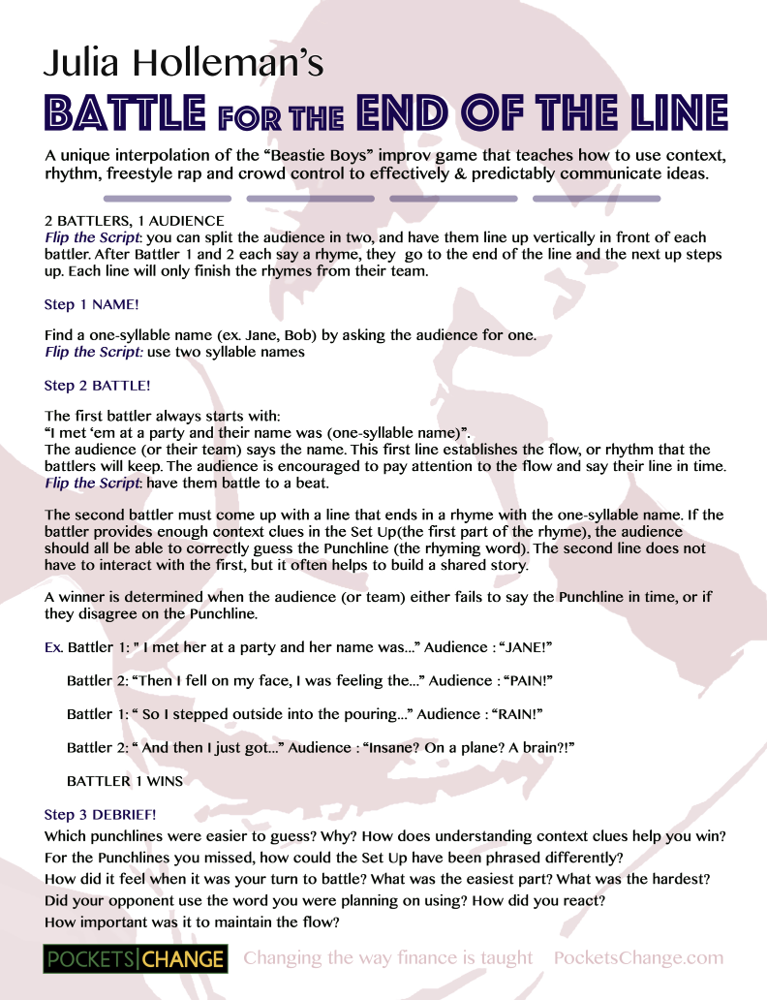 Julia Holleman's
BATTLE FOR THE END OF THE LINE
A unique interpolation of the “Beastie Boys” improv game that teaches how to use context,
rhythm, freestyle rap and crowd control to effectively & predictably communicate ideas.
2 BATTLERS, 1 AUDIENCE
Flip the Script: you can split the audience in two, and have them line up vertically in front of each
battler. After Battler 1 and 2 each say a rhyme, they  go to the end of the line and the next up steps
up. Each line will only finish the rhymes from their team.
Step 1 NAME!
Find a one-syllable name (ex. Jane, Bob) by asking the audience for one.
Flip the Script: use two syllable names
Step 2 BATTLE!
The first battler always starts with:
“I met ‘em at a party and their name was (one-syllable name)”.
The audience (or their team) says the name. This first line establishes the flow, or rhythm that the
battlers will keep. The audience is encouraged to pay attention to the flow and say their line in time.
Flip the Script: have them battle to a beat.
The second battler must come up with a line that ends in a rhyme with the one-syllable name. If the
battler provides enough context clues in the Set Up(the first part of the rhyme), the audience
should all be able to correctly guess the Punchline (the rhyming word). The second line does not
have to interact with the first, but it often helps to build a shared story.
A winner is determined when the audience (or team) either fails to say the Punchline in time, or if
they disagree on the Punchline.
Ex. Battler 1: " I met her at a party and her name was...” Audience : “JANE!”
Battler 2: “Then I fell on my face, I was feeling the...” Audience : “PAIN!”
Battler 1: “ So I stepped outside into the pouring...” Audience : “RAIN!”
Battler 2: “ And then I just got...” Audience : “Insane? On a plane? A brain?!”
BATTLER 1 WINS
Step 3 DEBRIEF!
Which punchlines were easier to guess? Why? How does understanding context clues help you win?
For the Punchlines you missed, how could the Set Up have been phrased differently?
How did it feel when it was your turn to battle? What was the easiest part? What was the hardest?
Did your opponent use the word you were planning on using? How did you react?
How important was it to maintain the flow?
POCKETS|CHANGE Changing the way finance is taught PocketsChange.com